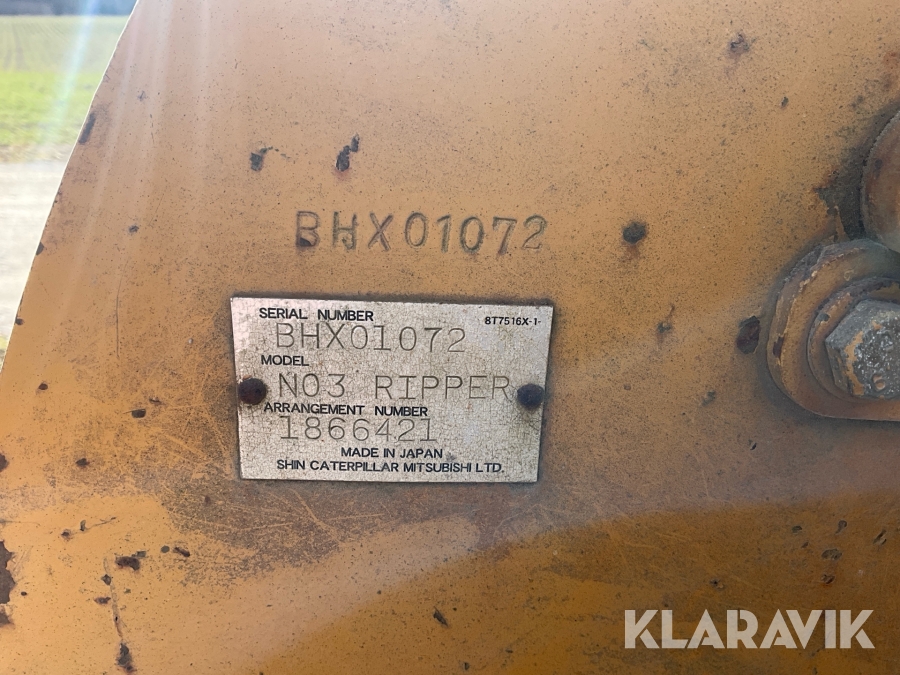 BHX01072
SERIAL NUMBER
8T7516X-1-
BHX01072
MODEL
NO3 RIPPER
ARRANGEMENT NUMBER
1866421
MADE IN JAPAN
SHIN CATERPILLAR MITSUBISHI LTD.
KLARAVIK